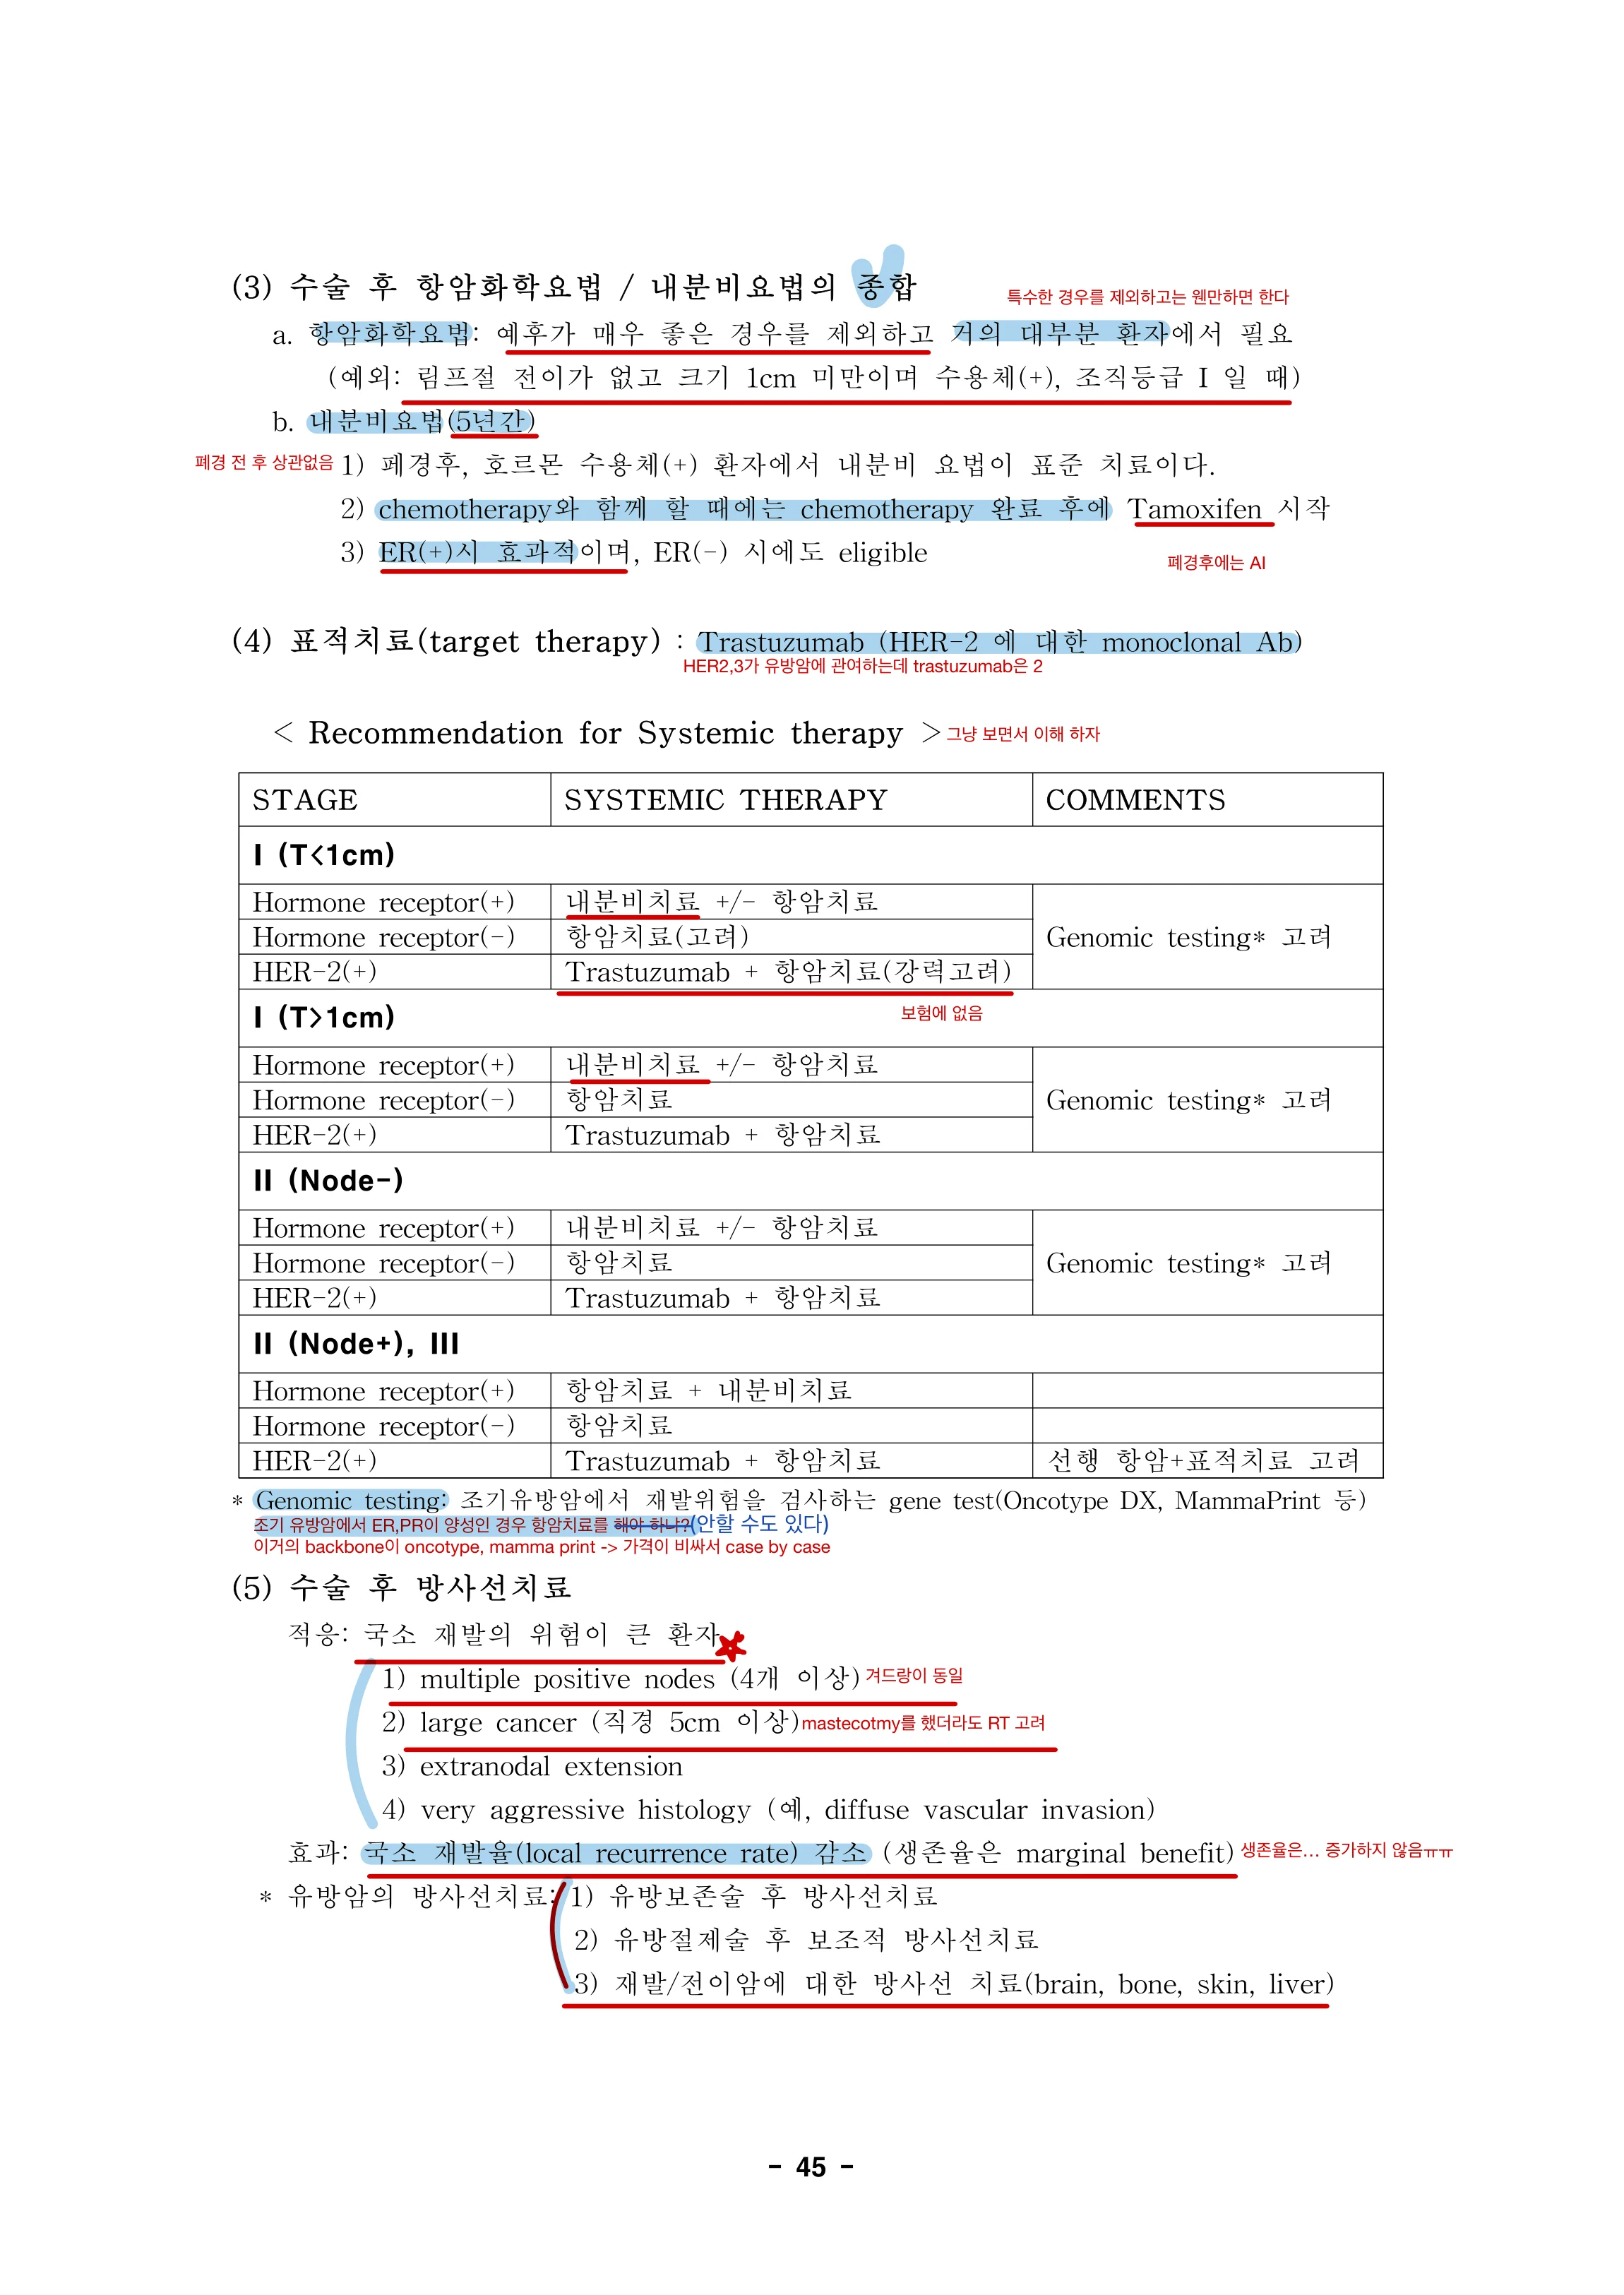 (3) 수술 후 항암화학요법 / 내분비요법의 종합
특수한 경우를 제외하고는 웬만하면 한다
a. 항암화학요법: 예후가 매우 좋은 경우를 제외하고 거의 대부분 환자에서 필요
(예외: 림프절 전이가 없고 크기 1cm 미만이며 수용체(+), 조직등급 I 일 때)
b. 내분비요법(5년간)
폐경 전 후 상관없음 1) 폐경후, 호르몬 수용체(+) 환자에서 내분비 요법이 표준 치료이다.
2) chemotherapy와 함께 할 때에는 chemotherapy 완료 후에 Tamoxifen 시작
3) ER(+)시 효과적이며, ER(-) 시에도 eligible
폐경후에는 AI
(4) 표적치료(target therapy) : Trastuzumab (HER-2 에 대한 monoclonal Ab)
HER2,3가 유방암에 관여하는데 trastuzumab은 2
< Recommendation for Systemic therapy > 그냥 보면서 이해 하자
STAGE SYSTEMIC THERAPY COMMENTS
I (T<1cm)
Hormone receptor(+) 내분비치료 +/- 항암치료
Hormone receptor(-) 항암치료(고려) Genomic testing* 고려
HER-2(+) Trastuzumab + 항암치료(강력고려)
I (T>1cm) 보험에 없음
Hormone receptor(+) 내분비치료 +/- 항암치료
Hormone receptor(-) 항암치료 Genomic testing* 고려
HER-2(+) Trastuzumab + 항암치료
II (Node-)
Hormone receptor(+) 내분비치료 +/- 항암치료
Hormone receptor(-) 항암치료 Genomic testing* 고려
HER-2(+) Trastuzumab + 항암치료
II (Node+), III
Hormone receptor(+) 항암치료 + 내분비치료
Hormone receptor(-) 항암치료
HER-2(+) Trastuzumab + 항암치료 선행 항암+표적치료 고려
* Genomic testing: 조기유방암에서 재발위험을 검사하는 gene test(Oncotype DX, MammaPrint 등)
조기 유방암에서 ER,PR이 양성인 경우 항암치료를 해야 하나?(안할 수도 있다)
이거의 backbone이 oncotype, mamma print -> 가격이 비싸서 case by case
(5) 수술 후 방사선치료
적응: 국소 재발의 위험이 큰 환자
1) multiple positive nodes (4개 이상) 겨드랑이 동일
2) large cancer (직경 5cm 이상)mastecotmy를 했더라도 RT 고려
3) extranodal extension
4) very aggressive histology (예, diffuse vascular invasion)
효과: 국소 재발율(local recurrence rate) 감소 (생존율은 marginal benefit) 생존율은... 증가하지 않음ㅠㅠ
* 유방암의 방사선치료: 1) 유방보존술 후 방사선치료
2) 유방절제술 후 보조적 방사선치료
3) 재발/전이암에 대한 방사선 치료(brain, bone, skin, liver)
- 45 -